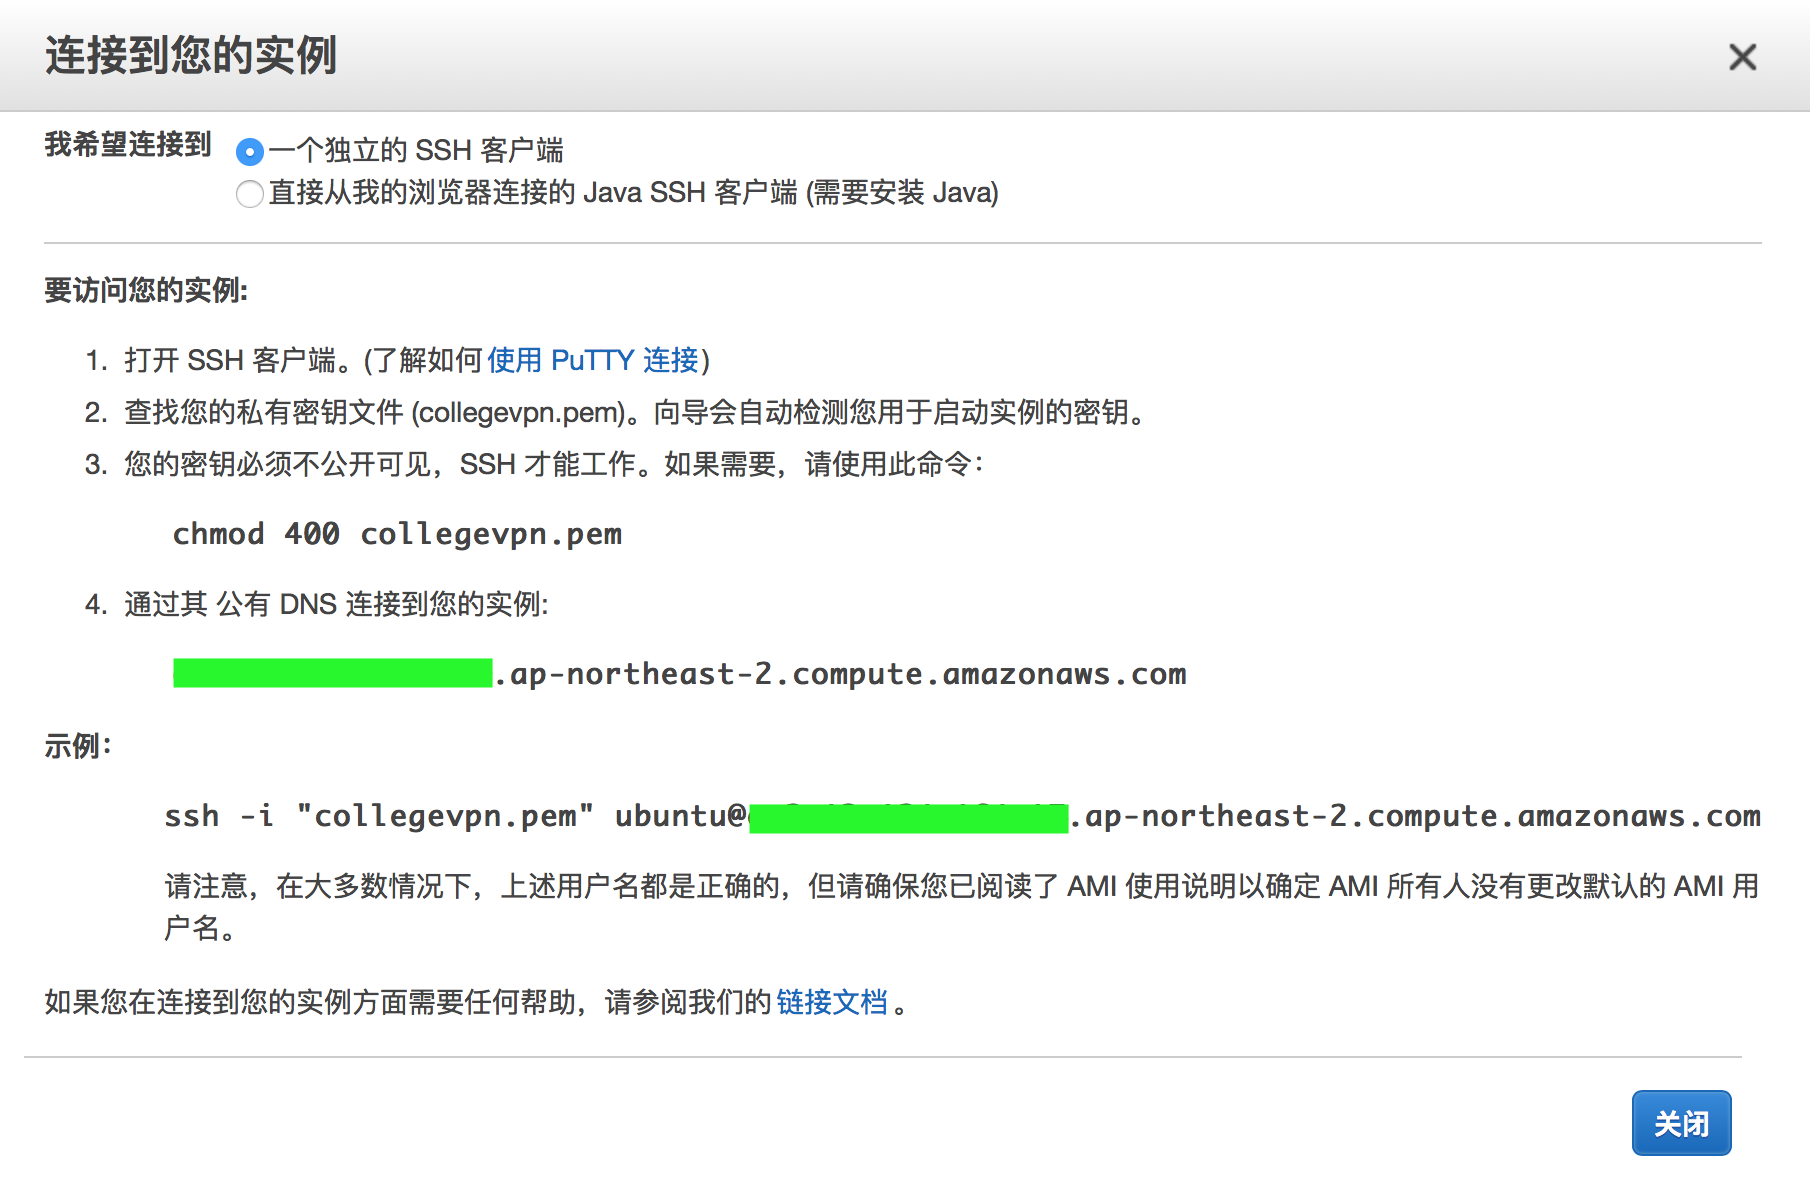 连接到您的实例
我希望连接到
一个独立的 SSH 客户端
直接从我的浏览器连接的 Java SSH 客户端 (需要安装 Java)
要访问您的实例:
1. 打开 SSH 客户端。(了解如何使用 PuTTY 连接)
2. 查找您的私有密钥文件 (collegevpn.pem)。向导会自动检测您用于启动实例的密钥。
3. 您的密钥必须不公开可见，SSH 才能工作。如果需要，请使用此命令：
chmod 400 collegevpn.pem
4. 通过其 公有 DNS 连接到您的实例:
.ap-northeast-2.compute.amazonaws.com
示例：
ssh -i "collegevpn.pem" ubuntu@ .ap-northeast-2.compute.amazonaws.com
请注意，在大多数情况下，上述用户名都是正确的，但请确保您已阅读了 AMI 使用说明以确定 AMI 所有人没有更改默认的 AMI 用
户名。
如果您在连接到您的实例方面需要任何帮助，请参阅我们的 链接文档 。
关闭